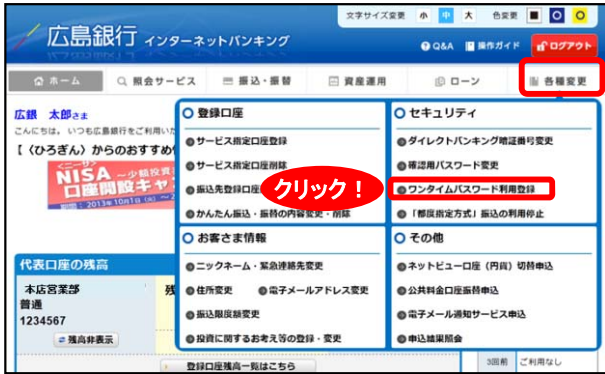 文字サイズ変更 小 中 大 色変更 ■ O O
広島銀行 インターネットバンキング
Q&A 操作ガイド ログアウト
ホーム 照会サービス 振込・振替 資産運用 ローン 各種変更
広銀 太郎さま
こんにちは。いつも広島銀行をご利用いた
【〈ひろぎん〉からのおすすめ
NISA ～少額投資
口座開設キャ
期間：2013年10月1日(火)～
登録口座
サービス指定口座登録
サービス指定口座削除
振込先登録口座
かんたん振込・振替の内容変更・削除
クリック！
セキュリティ
ダイレクトバンキング暗証番号変更
確認用パスワード変更
ワンタイムパスワード利用登録
「都度指定方式」振込の利用停止
お客さま情報
ニックネーム・緊急連絡先変更
住所変更 電子メールアドレス変更
振込限度額変更
投資に関するお考え等の登録・変更
その他
ネットビュー口座（円貨）切替申込
公共料金口座振替申込
電子メール通知サービス申込
申込結果照会
代表口座の残高
本店営業部
普通
1234567
残
残高非表示
登録口座残高一覧はこちら
3回前 ご利用なし